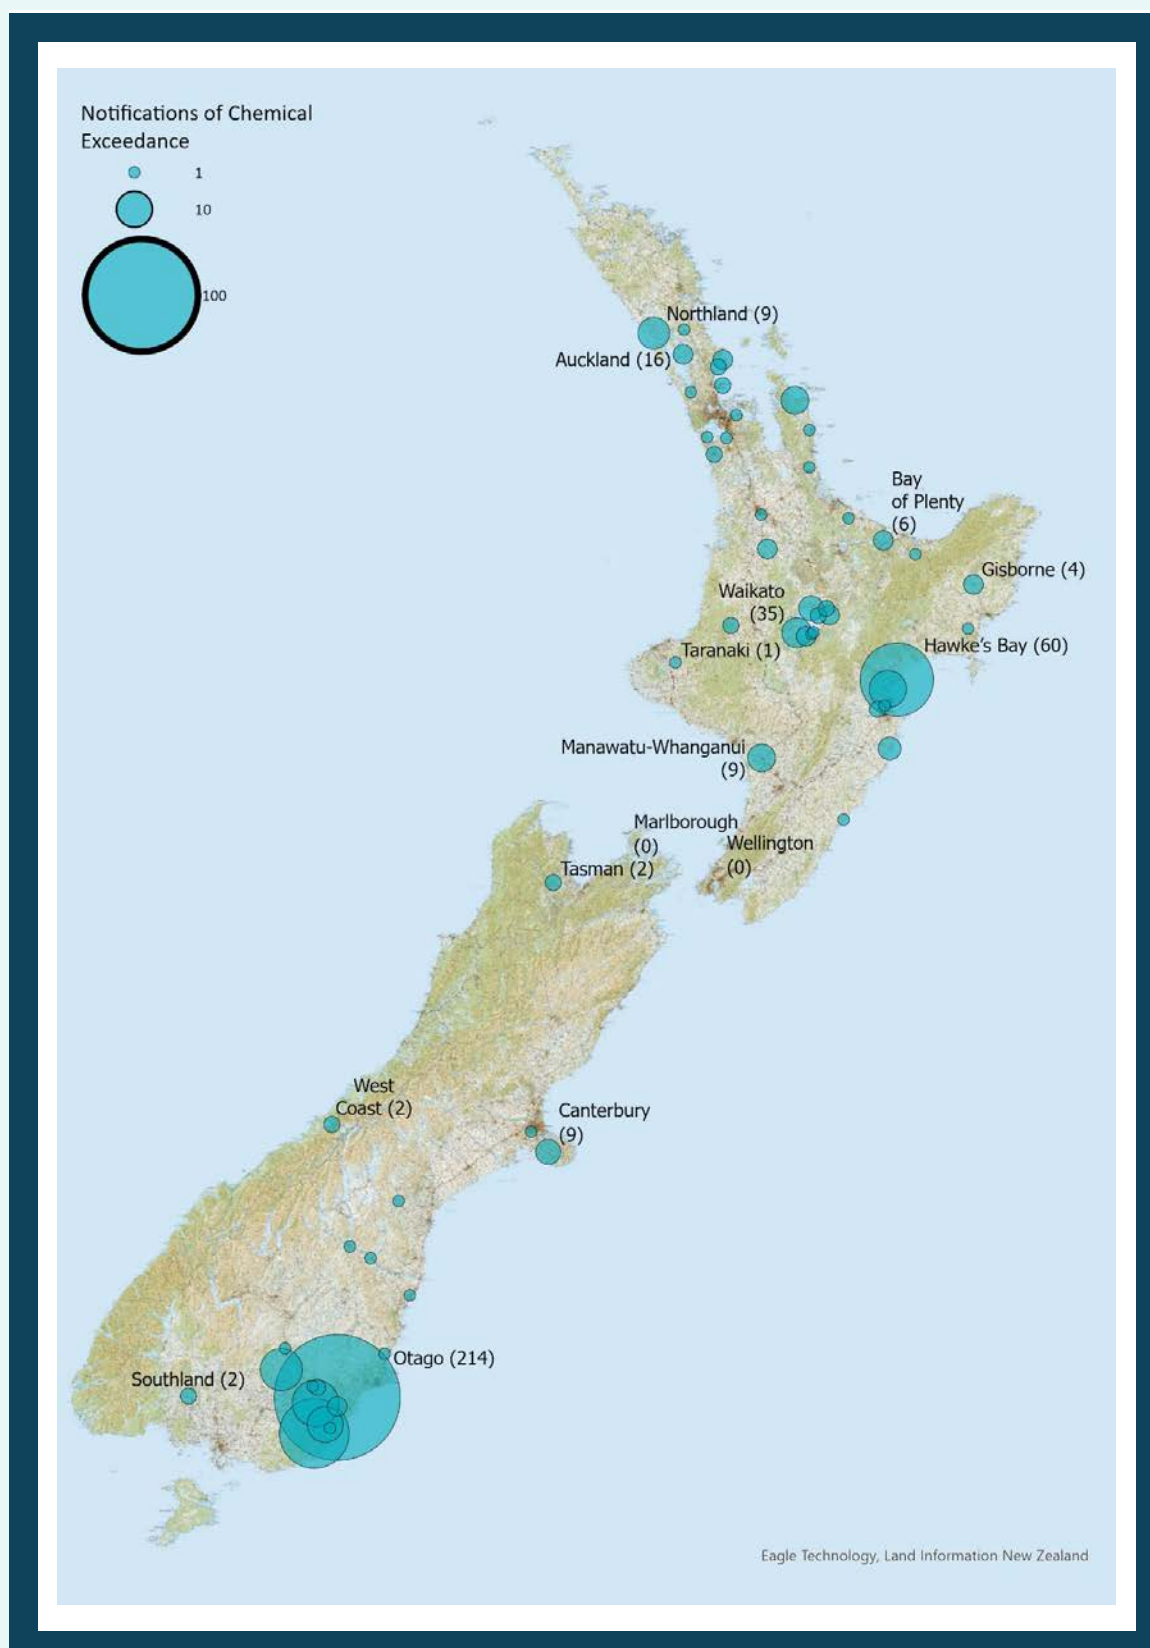 Notifications of Chemical
Exceedance
1
10
100
Northland (9)
Auckland (16)
Bay
of Plenty
(6)
Gisborne (4)
Waikato
(35)
Hawke’s Bay (60)
Taranaki (1)
Manawatu-Whanganui
(9)
Marlborough
(0)
Wellington
(0)
Tasman (2)
West
Coast (2)
Canterbury
(9)
Otago (214)
Southland (2)
Eagle Technology, Land Information New Zealand